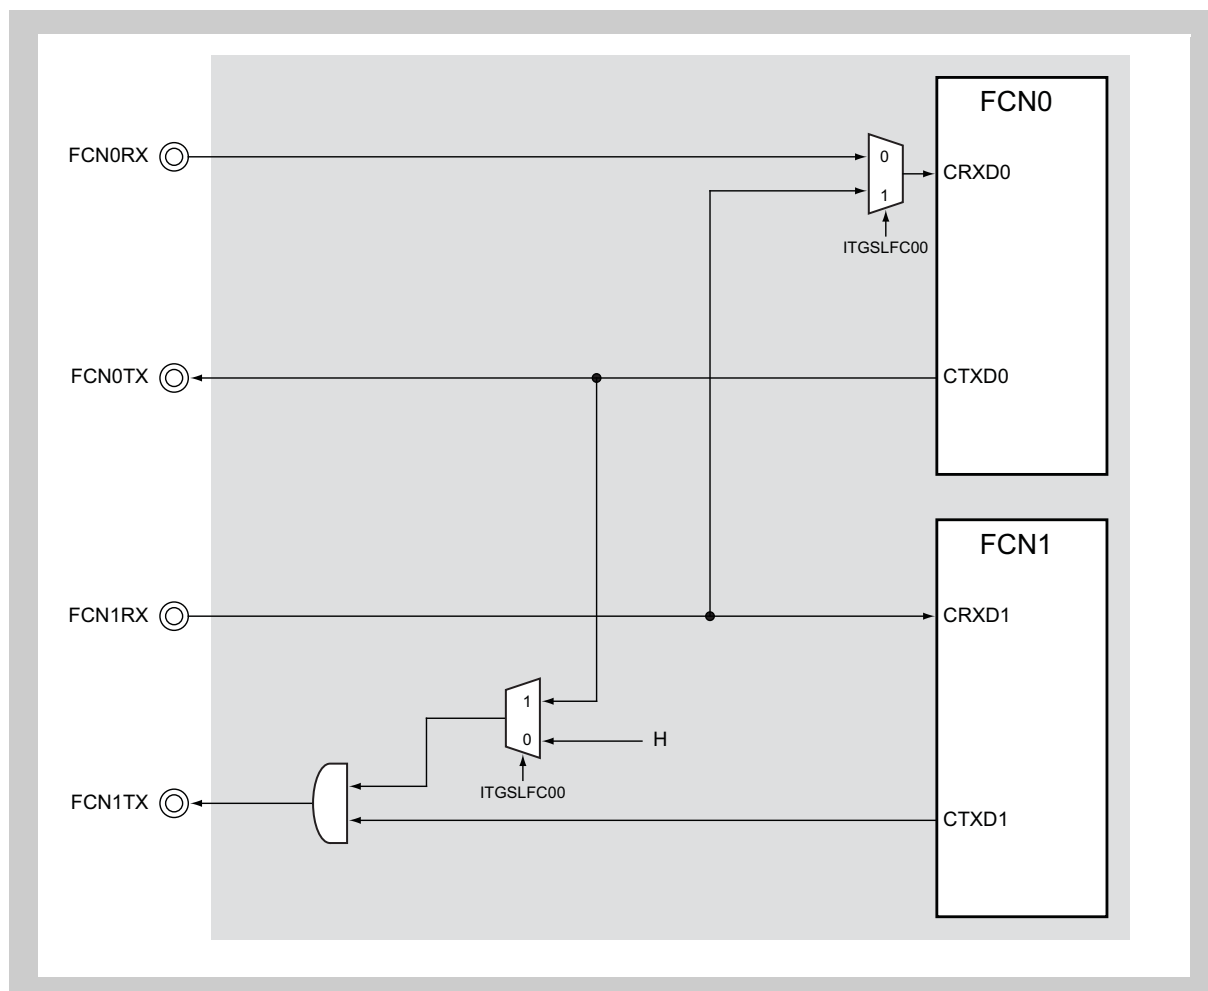 FCN0
FCN0RX
0
CRXD0
1
ITGSLFC00
FCN0TX
CTXD0
FCN1
FCN1RX
CRXD1
1
0
H
ITGSLFC00
FCN1TX
CTXD1